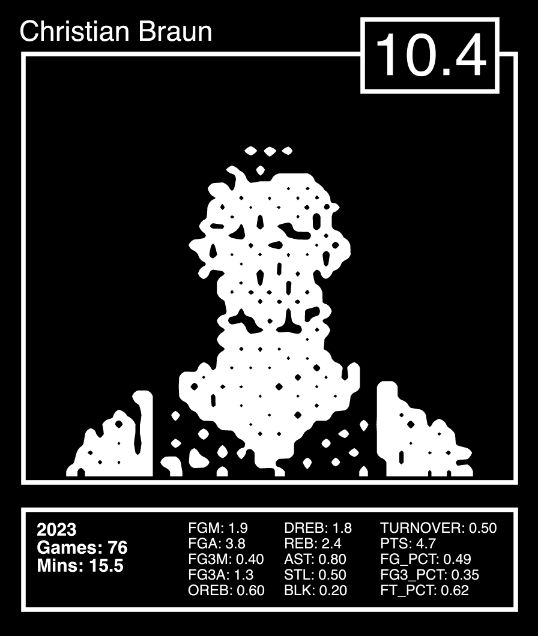 Christian Braun
10.4
2023
Games: 76
Mins: 15.5
FGM: 1.9
FGA: 3.8
FG3M: 0.40
FG3A: 1.3
OREB: 0.60
DREB: 1.8
REB: 2.4
AST: 0.80
STL: 0.50
BLK: 0.20
TURNOVER: 0.50
PTS: 4.7
FG_PCT: 0.49
FG3_PCT: 0.35
FT_PCT: 0.62